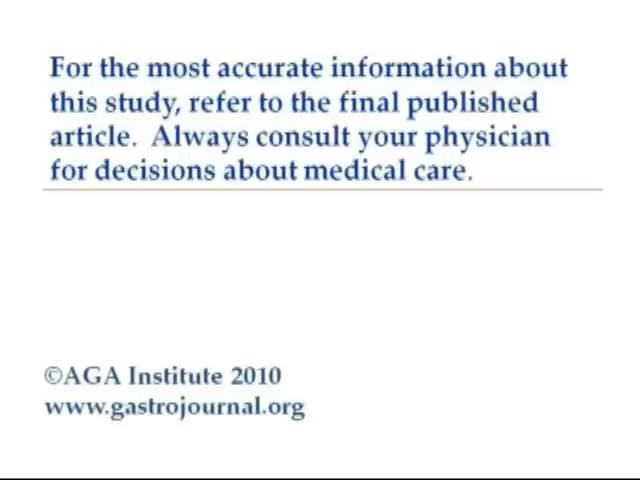 For the most accurate information about
this study, refer to the final published
article.  Always consult your physician
for decisions about medical care.
©AGA Institute 2010
www.gastrojournal.org